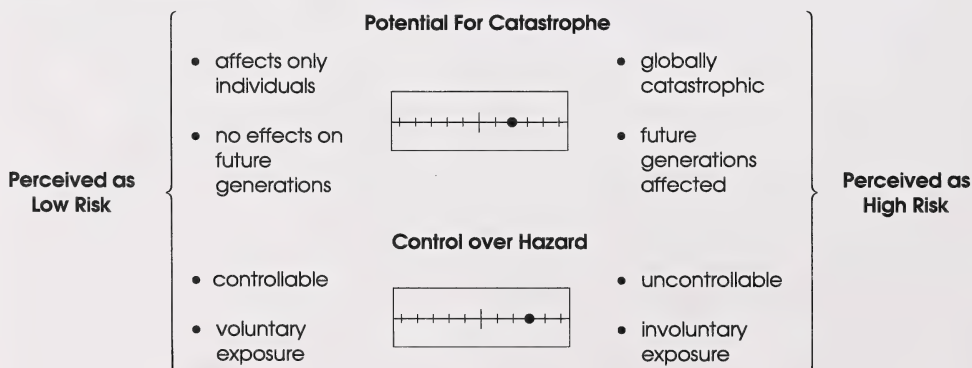 Potential For Catastrophe
• affects only
individuals
• no effects on
future
generations
• globally
catastrophic
• future
generations
affected
Perceived as
Low Risk
Perceived as
High Risk
Control over Hazard
• controllable
• voluntary
exposure
• uncontrollable
• involuntary
exposure